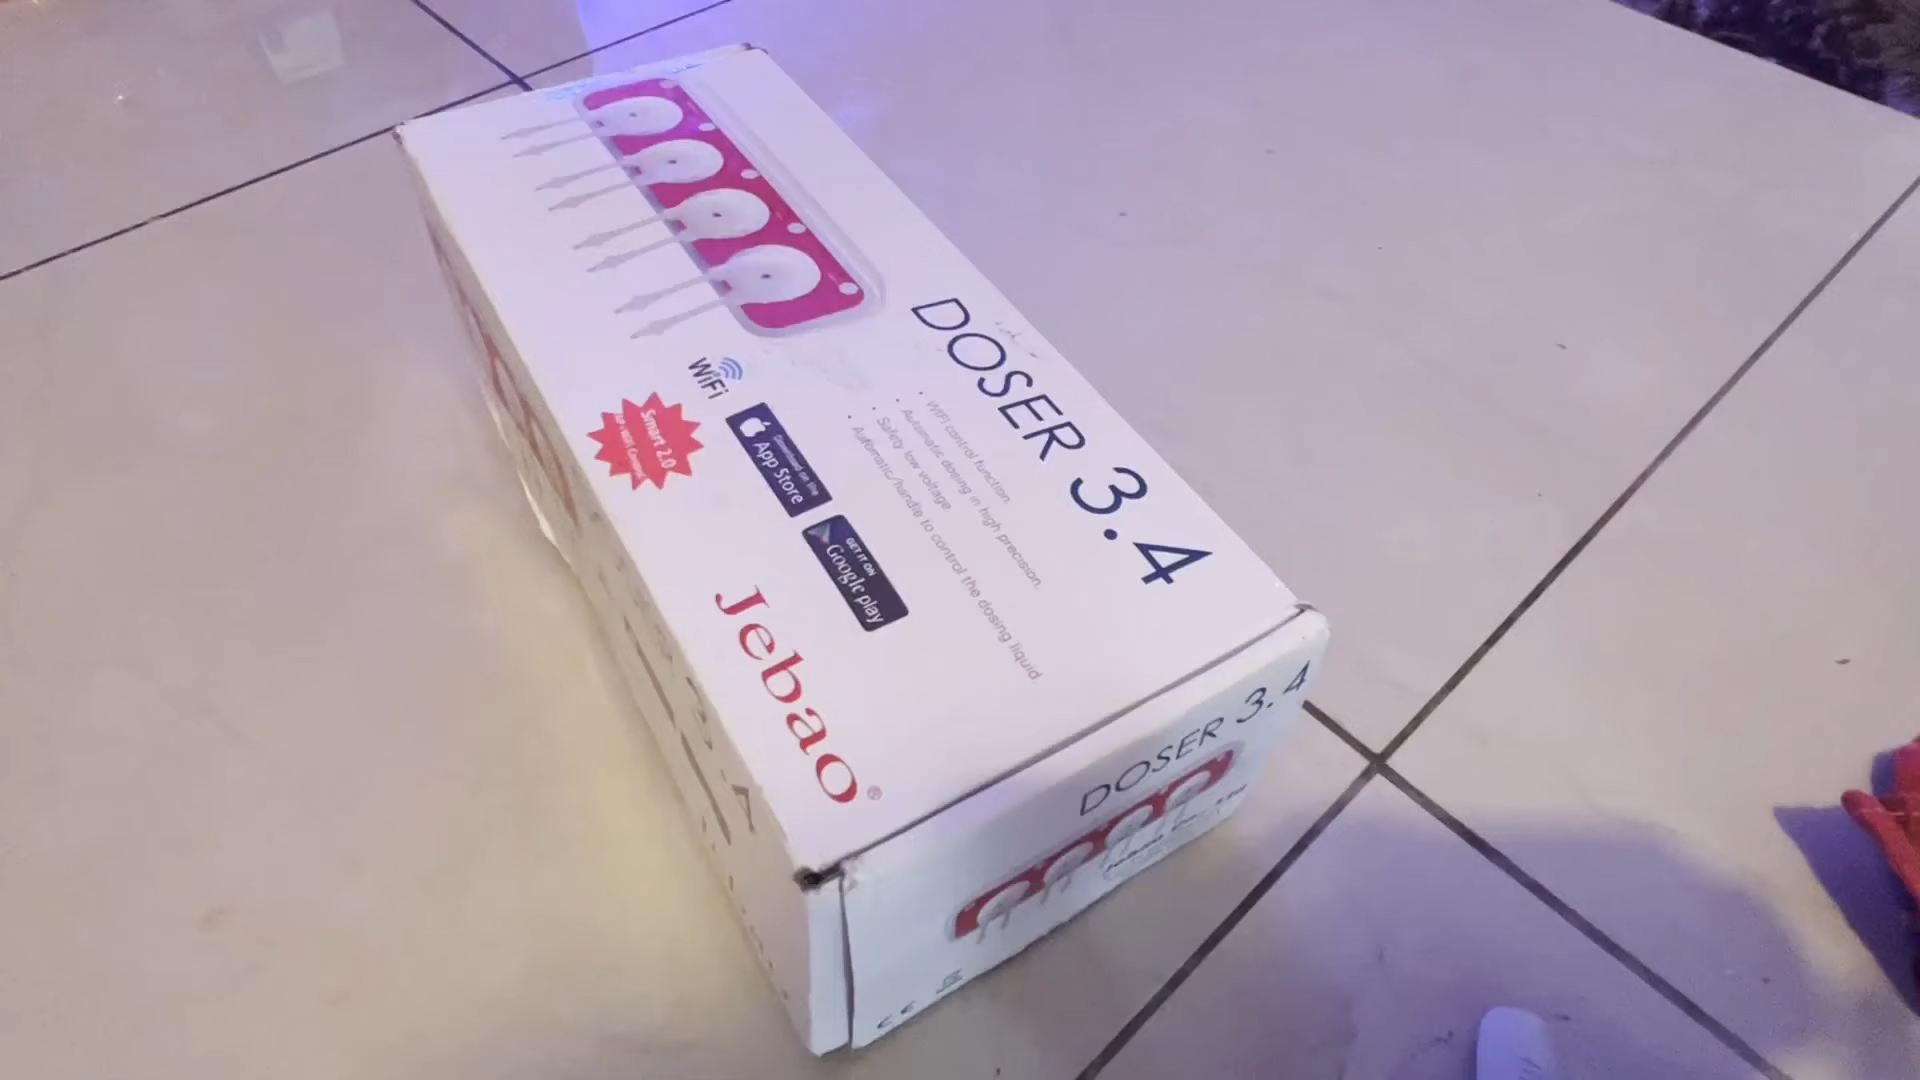 DOSER 3.4
• WIFI control function.
• Automatic dosing in high precision.
• Safety low voltage.
• Automatic/handle to control the dosing liquid
WiFi
Smart 2.0
Download on the
App Store
GET IT ON
Google play
Jebao®
DOSER 3.4
CE